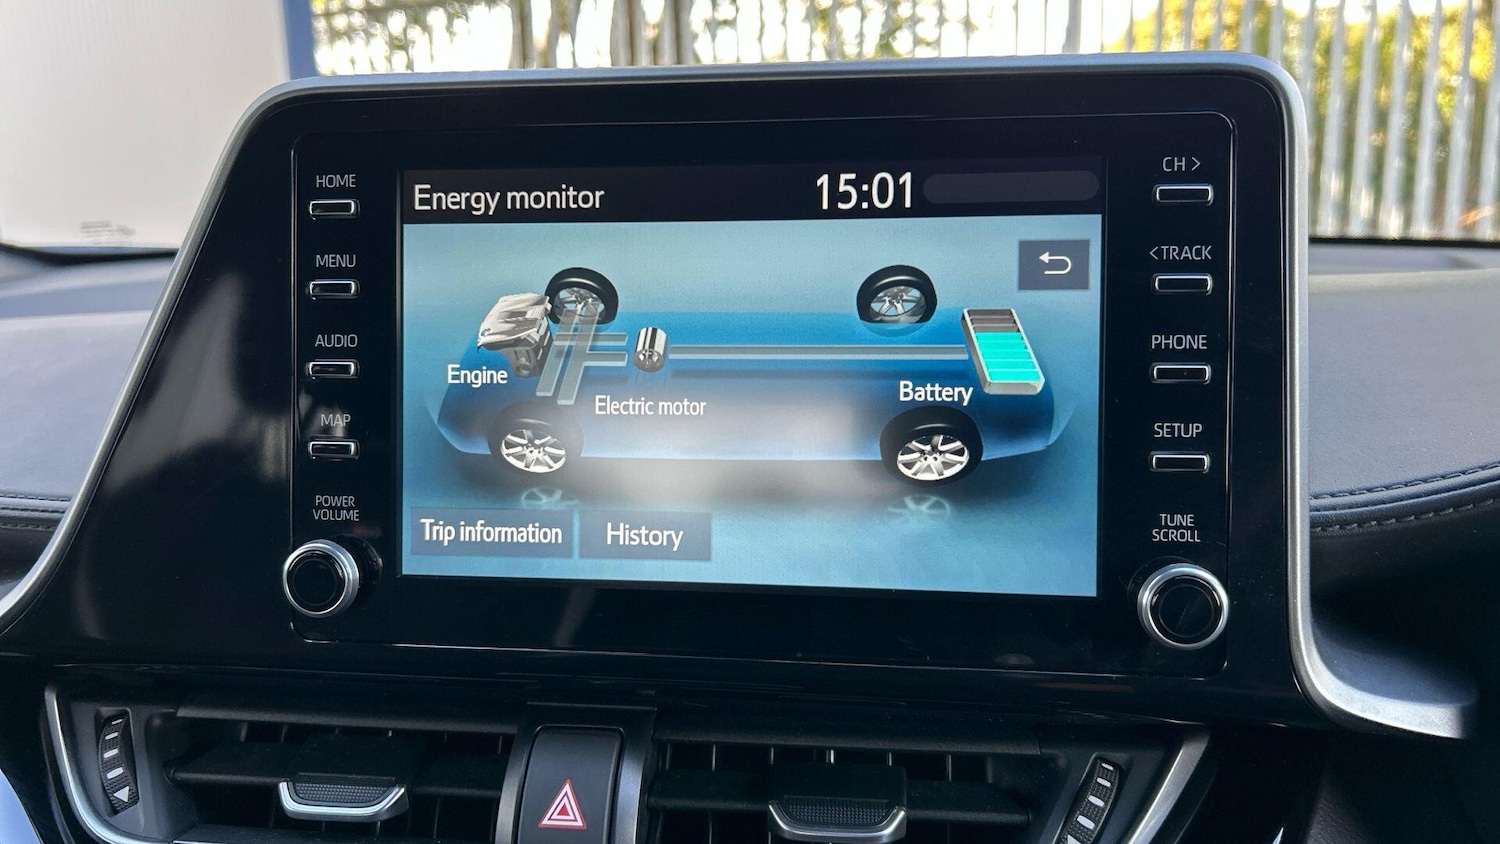 HOME
MENU
AUDIO
MAP
POWER
VOLUME
Energy monitor
15:01
Engine
Electric motor
Battery
Trip information
History
CH >
<TRACK
PHONE
SETUP
TUNE
SCROLL